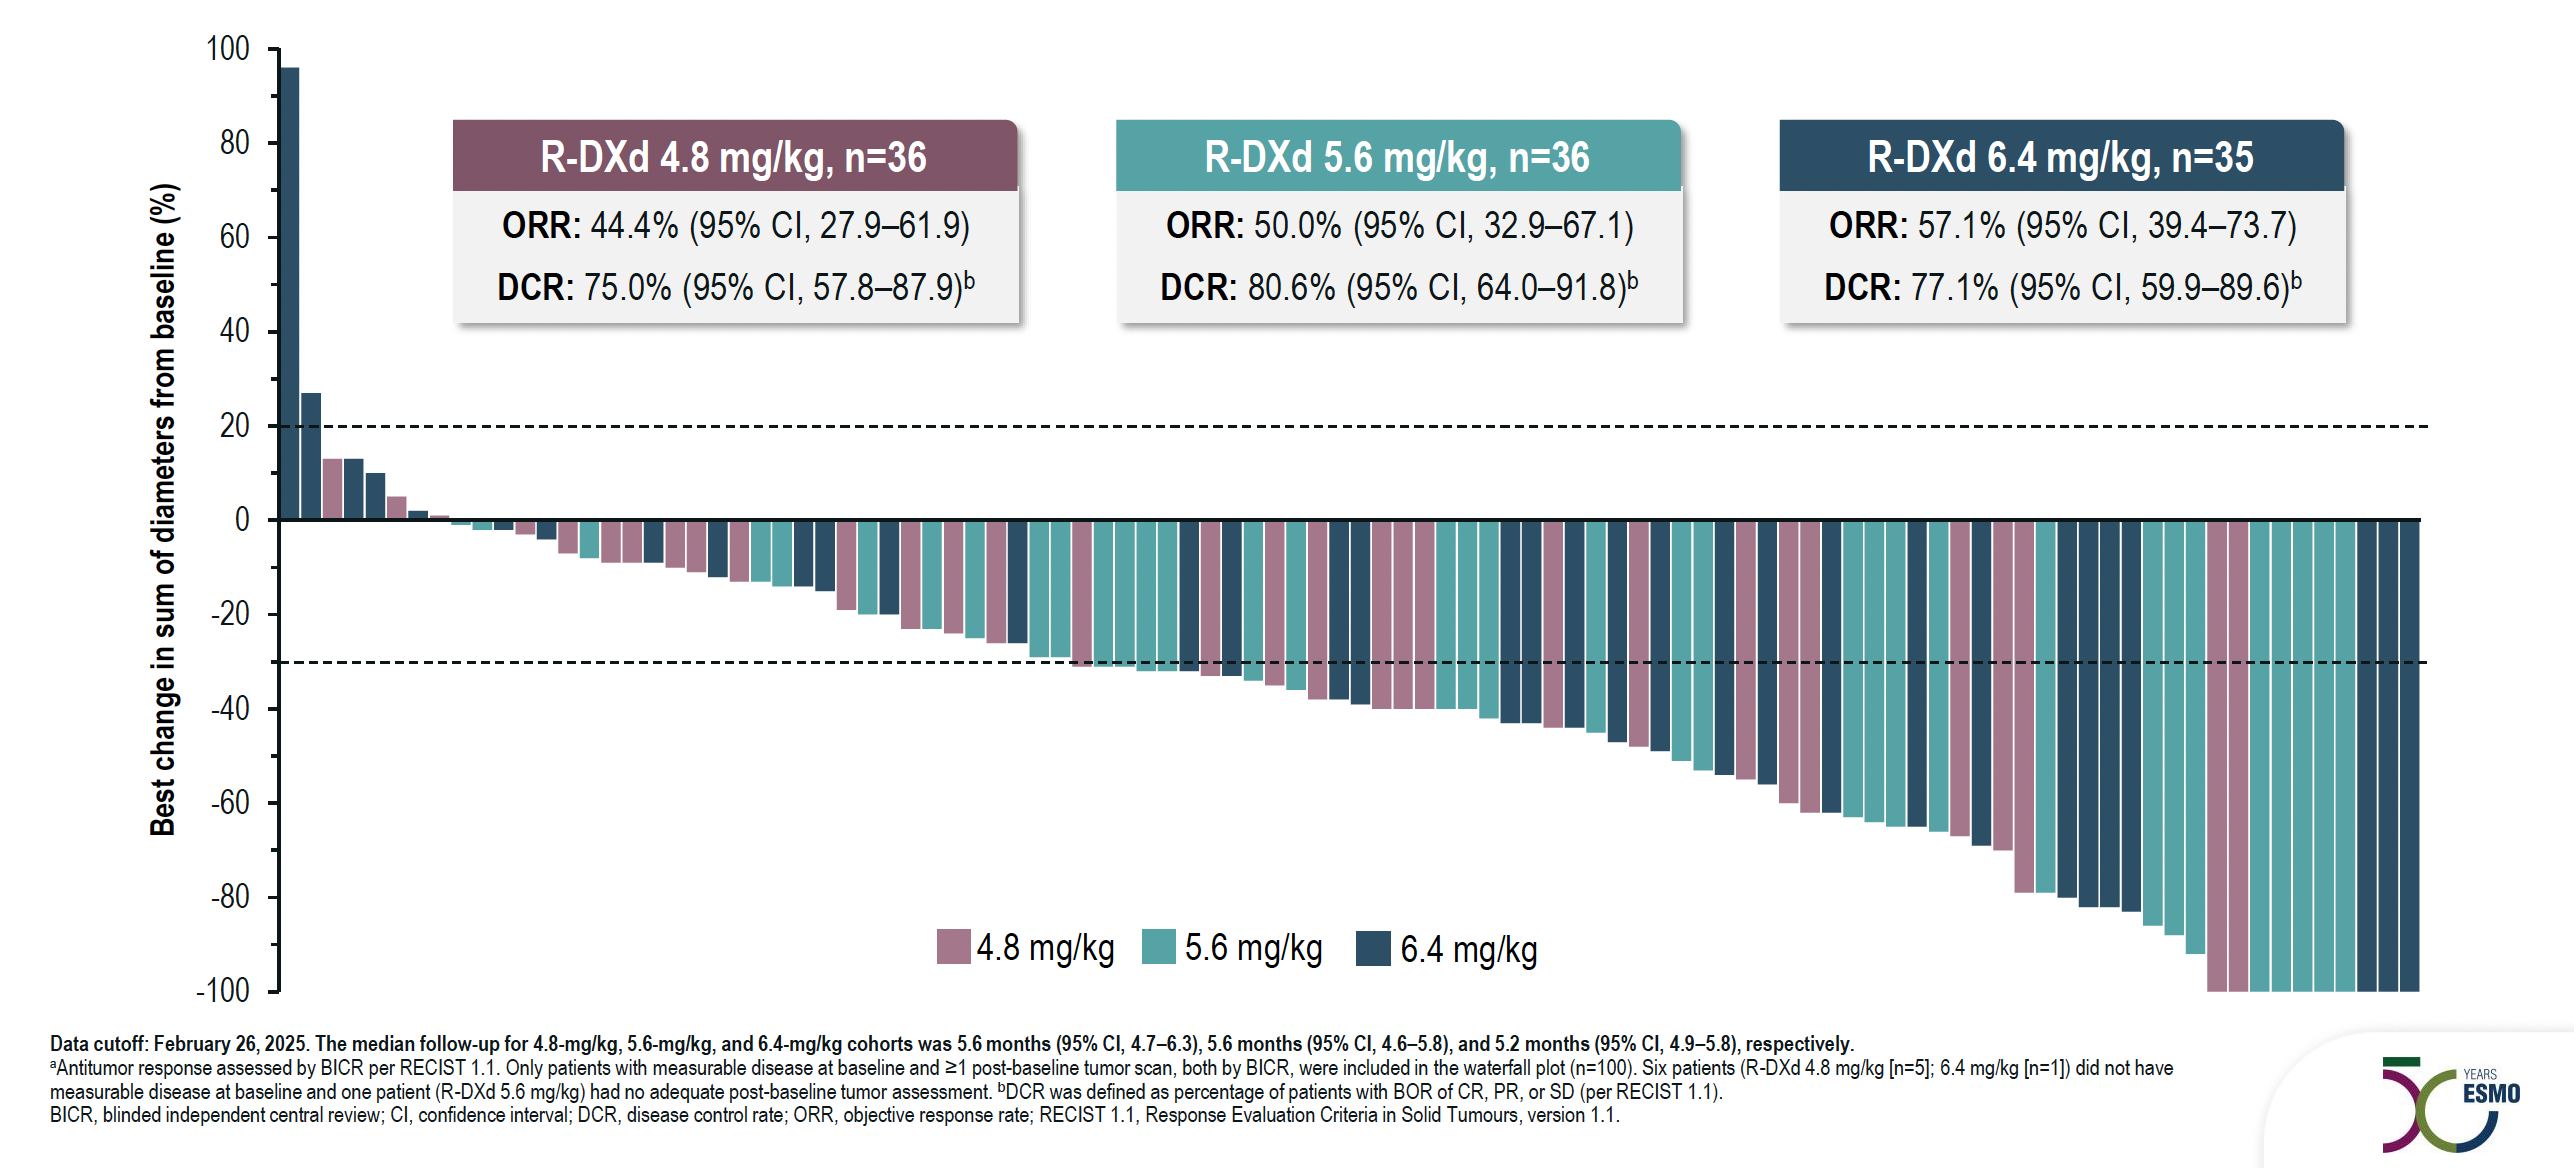 Best change in sum of diameters from baseline (%)
100
80
60
40
20
0
-20
-40
-60
-80
-100
R-DXd 4.8 mg/kg, n=36
ORR: 44.4% (95% CI, 27.9–61.9)
DCR: 75.0% (95% CI, 57.8–87.9)ᵇ
R-DXd 5.6 mg/kg, n=36
ORR: 50.0% (95% CI, 32.9–67.1)
DCR: 80.6% (95% CI, 64.0–91.8)ᵇ
R-DXd 6.4 mg/kg, n=35
ORR: 57.1% (95% CI, 39.4–73.7)
DCR: 77.1% (95% CI, 59.9–89.6)ᵇ
4.8 mg/kg
5.6 mg/kg
6.4 mg/kg
Data cutoff: February 26, 2025. The median follow-up for 4.8-mg/kg, 5.6-mg/kg, and 6.4-mg/kg cohorts was 5.6 months (95% CI, 4.7–6.3), 5.6 months (95% CI, 4.6–5.8), and 5.2 months (95% CI, 4.9–5.8), respectively.
ᵃAntitumor response assessed by BICR per RECIST 1.1. Only patients with measurable disease at baseline and ≥1 post-baseline tumor scan, both by BICR, were included in the waterfall plot (n=100). Six patients (R-DXd 4.8 mg/kg [n=5]; 6.4 mg/kg [n=1]) did not have
measurable disease at baseline and one patient (R-DXd 5.6 mg/kg) had no adequate post-baseline tumor assessment. ᵇDCR was defined as percentage of patients with BOR of CR, PR, or SD (per RECIST 1.1).
BICR, blinded independent central review; CI, confidence interval; DCR, disease control rate; ORR, objective response rate; RECIST 1.1, Response Evaluation Criteria in Solid Tumours, version 1.1.
50
YEARS
ESMO